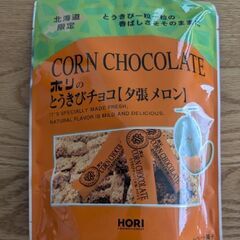 北海道
限定
とうきび一粒一粒の
香ばしさそのまま
CORN CHOCOLATE
ホリの
とうきびチョコ【夕張メロン】
IT'S SPECIALLY MADE FRESH,
NATURAL FLAVOR IS MILD AND DELICIOUS.
CORN CHOCOLATE
CORN CHOCOLATE
HORI